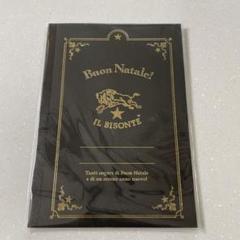 Buon Natale!
IL BISONTE
Tanti auguri di Buon Natale
e di un sereno anno nuovo!